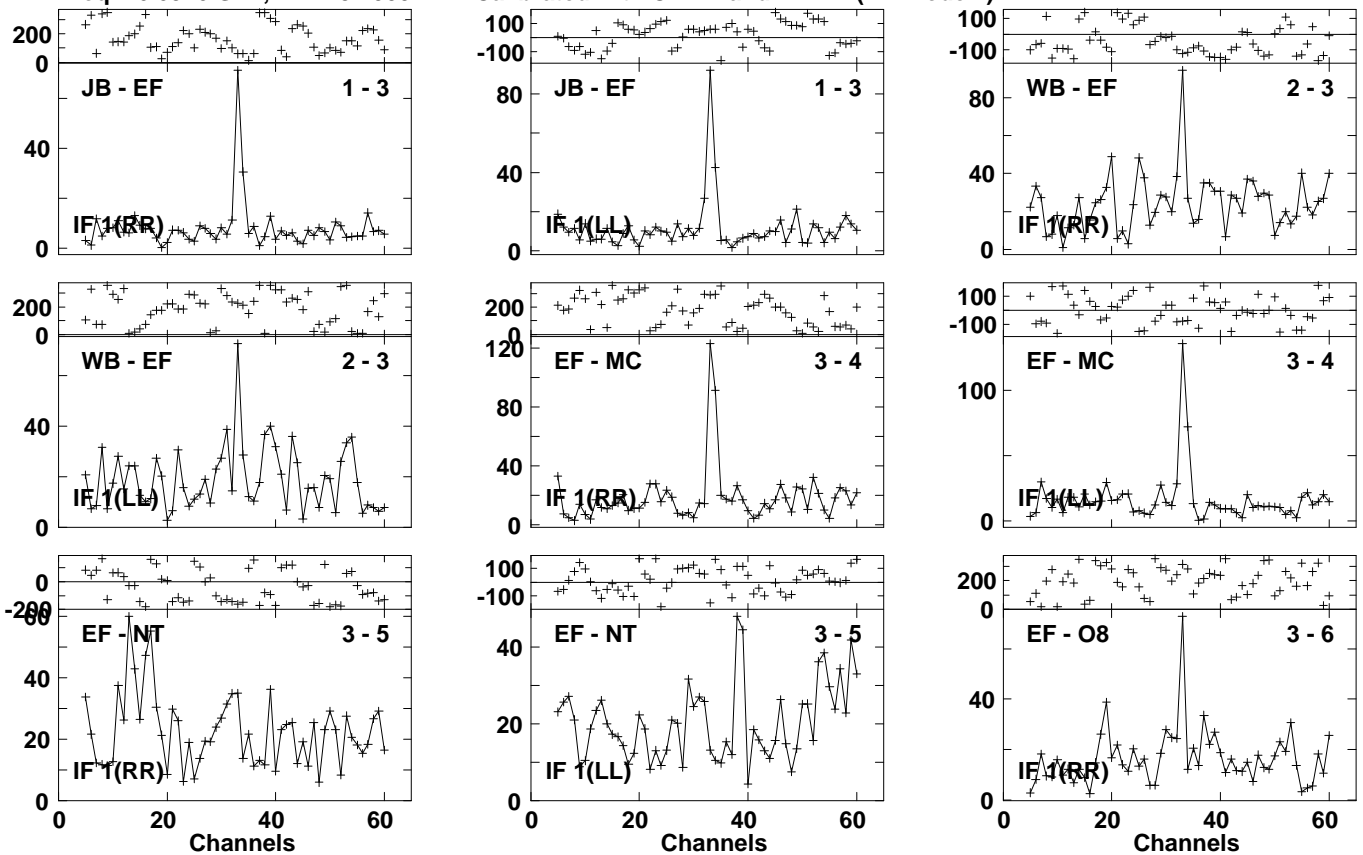 200
0
100
-100
100
-100
JB - EF 1 - 3
JB - EF 1 - 3
WB - EF 2 - 3
40
0
IF 1(RR)
80
40
0
IF 1(LL)
80
40
0
IF 1(RR)
200
0
200
0
100
-100
WB - EF 2 - 3
EF - MC 3 - 4
EF - MC 3 - 4
40
0
IF 1(LL)
120
80
40
0
IF 1(RR)
100
0
IF 1(LL)
0
-200
100
-100
200
0
EF - NT 3 - 5
EF - NT 3 - 5
EF - O8 3 - 6
60
40
20
0
IF 1(RR)
40
20
0
IF 1(LL)
40
0
IF 1(RR)
0 20 40 60
0 20 40 60
0 20 40 60
Channels
Channels
Channels